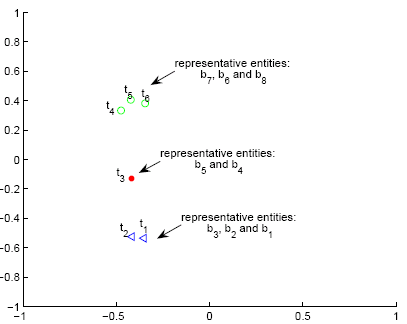 1
0.8
representative entities:
b7, b6 and b8
0.6
t5 t6
0.4
t4
0.2
representative entities:
b5 and b4
0
t3
-0.2
representative entities:
b3, b2 and b1
-0.4
t2 t1
-0.6
-0.8
-1
-1 -0.5 0 0.5 1